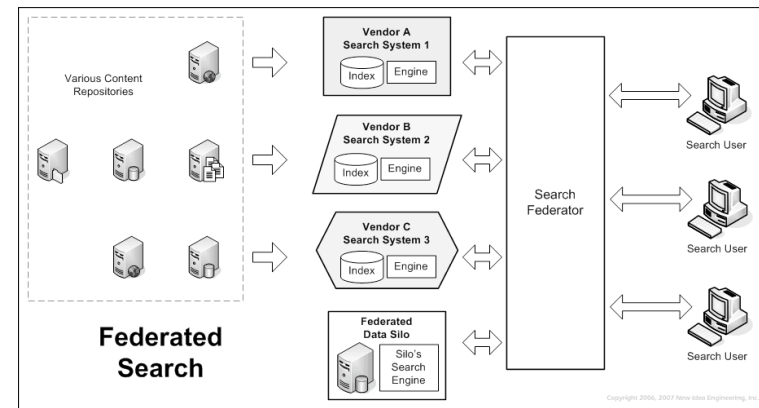 Various Content
Repositories
Vendor A
Search System 1
Index
Engine
Vendor B
Search System 2
Index
Engine
Vendor C
Search System 3
Index
Engine
Federated
Data Silo
Silo's
Search
Engine
Search
Federator
Search User
Search User
Search User
Federated
Search
Copyright 2006, 2007 New Idea Engineering, Inc.